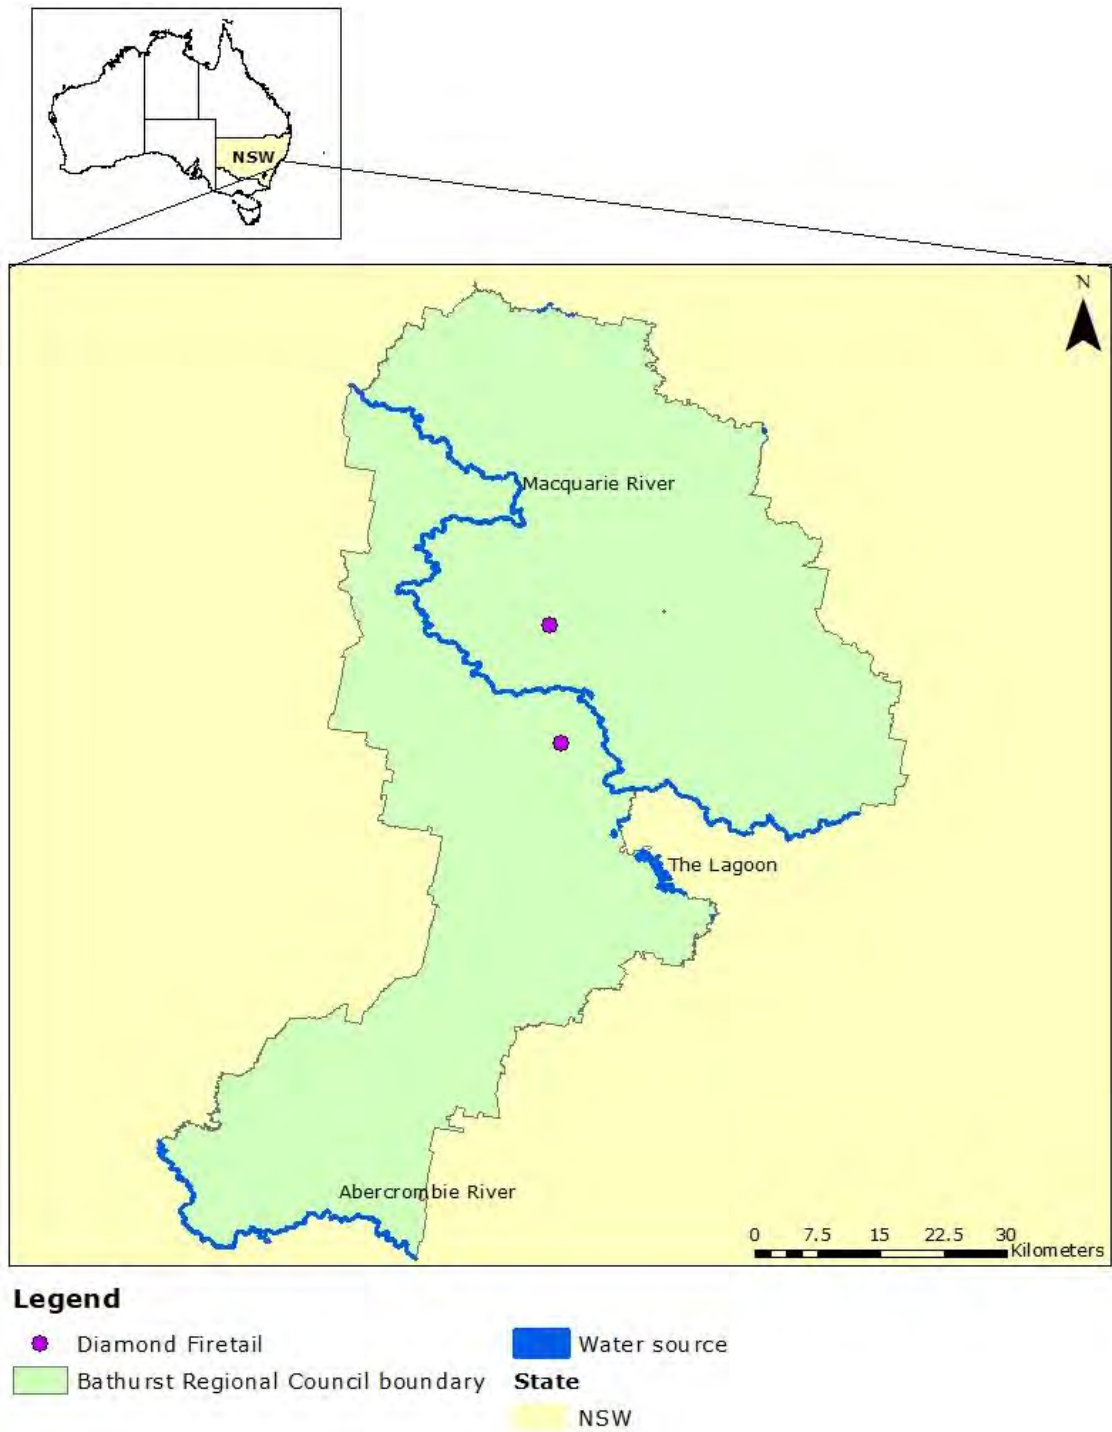 NSW
N
Macquarie River
The Lagoon
Abercrombie River
0 7.5 15 22.5 30
Kilometers
Legend
Diamond Firetail
Water source
Bathurst Regional Council boundary
State
NSW